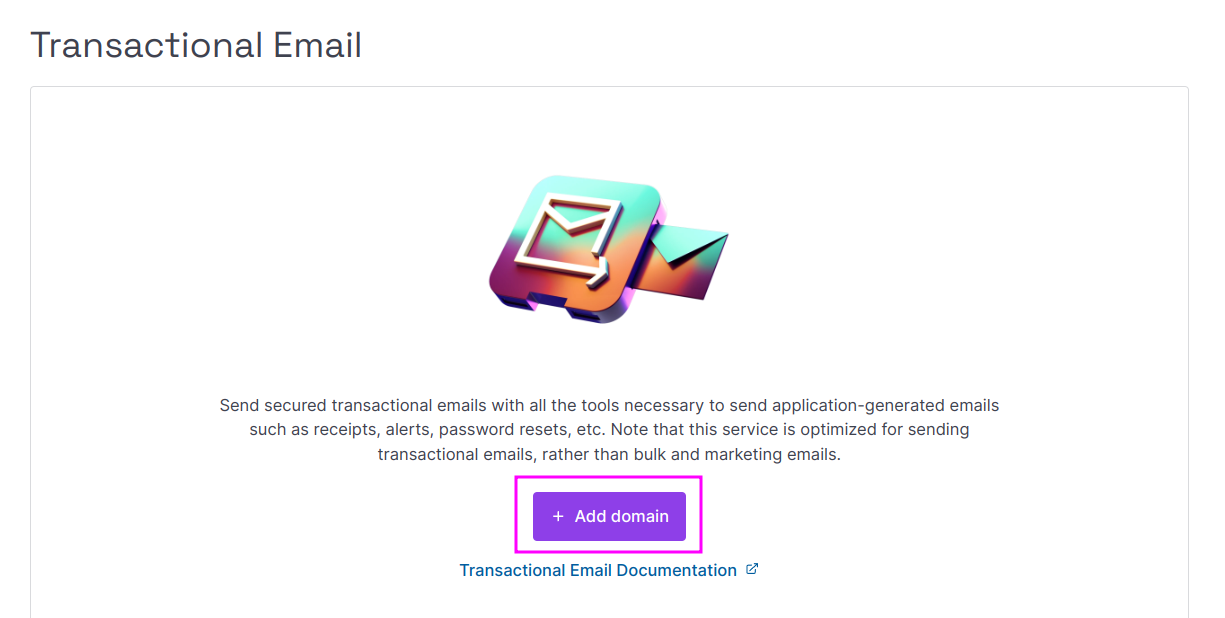 Transactional Email
Send secured transactional emails with all the tools necessary to send application-generated emails
such as receipts, alerts, password resets, etc. Note that this service is optimized for sending
transactional emails, rather than bulk and marketing emails.
+ Add domain
Transactional Email Documentation